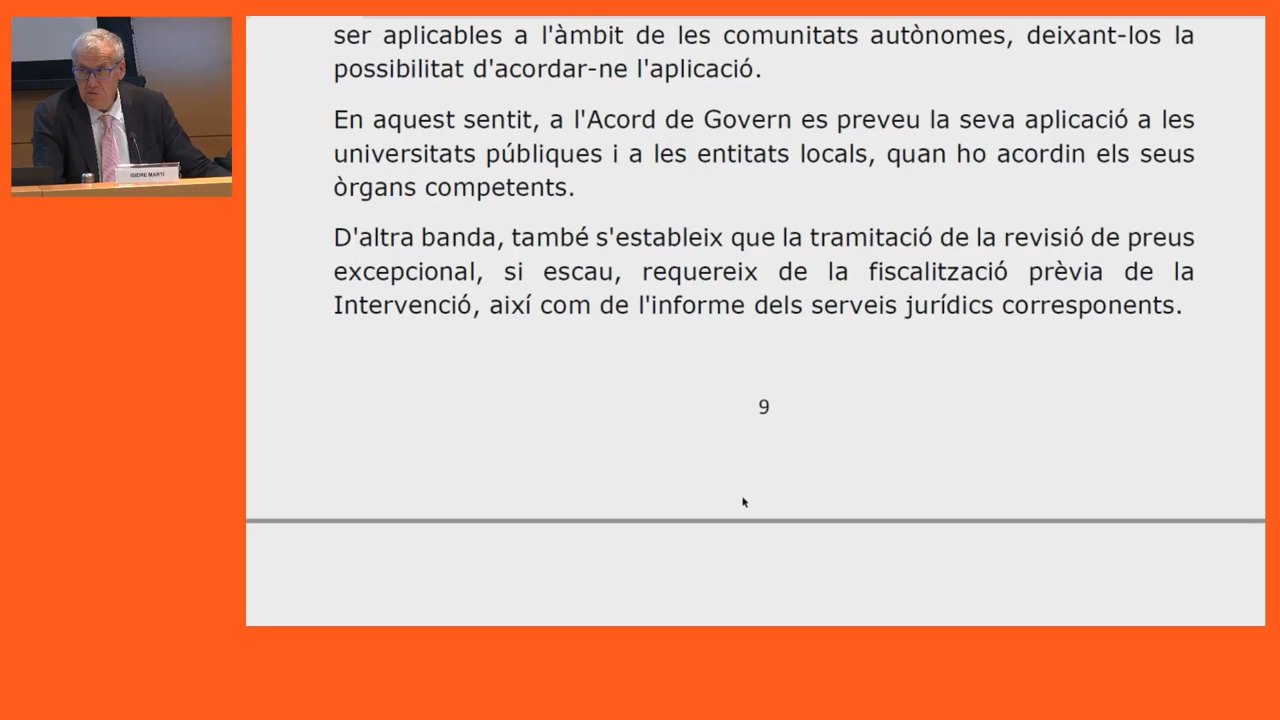 ser aplicables a l'àmbit de les comunitats autònomes, deixant-los la
possibilitat d'acordar-ne l'aplicació.
En aquest sentit, a l'Acord de Govern es preveu la seva aplicació a les
universitats públiques i a les entitats locals, quan ho acordin els seus
òrgans competents.
D'altra banda, també s'estableix que la tramitació de la revisió de preus
excepcional, si escau, requereix de la fiscalització prèvia de la
Intervenció, així com de l'informe dels serveis jurídics corresponents.
9
ISIDRE MARTÍ